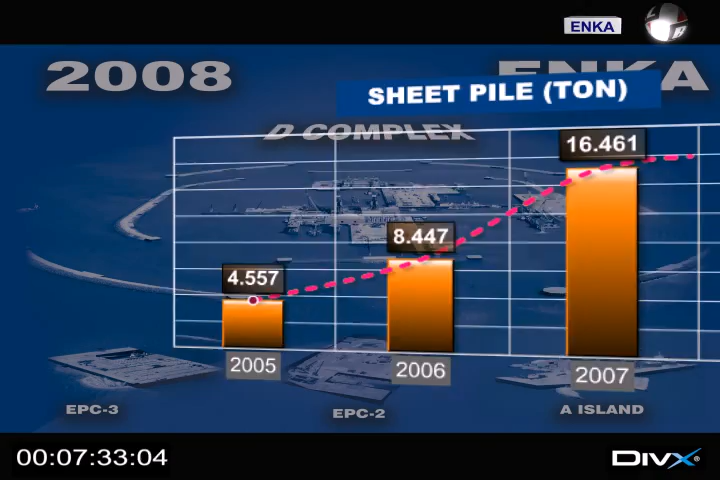 ENKA
2008
ENKA
SHEET PILE (TON)
D COMPLEX
16.461
8.447
4.557
2005
2006
2007
EPC-3
EPC-2
A ISLAND
00:07:33:04
DIVX®